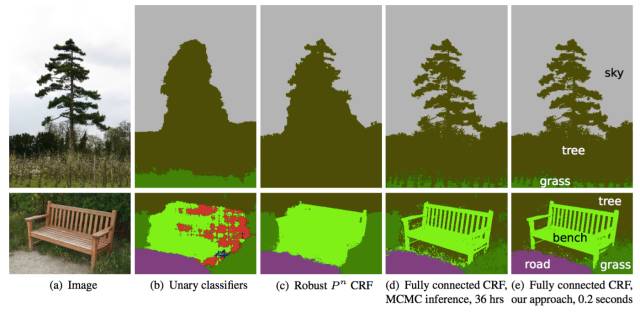 sky
tree
grass
tree
bench
road
grass
(a) Image
(b) Unary classifiers
(c) Robust Pⁿ CRF
(d) Fully connected CRF,
MCMC inference, 36 hrs
(e) Fully connected CRF,
our approach, 0.2 seconds